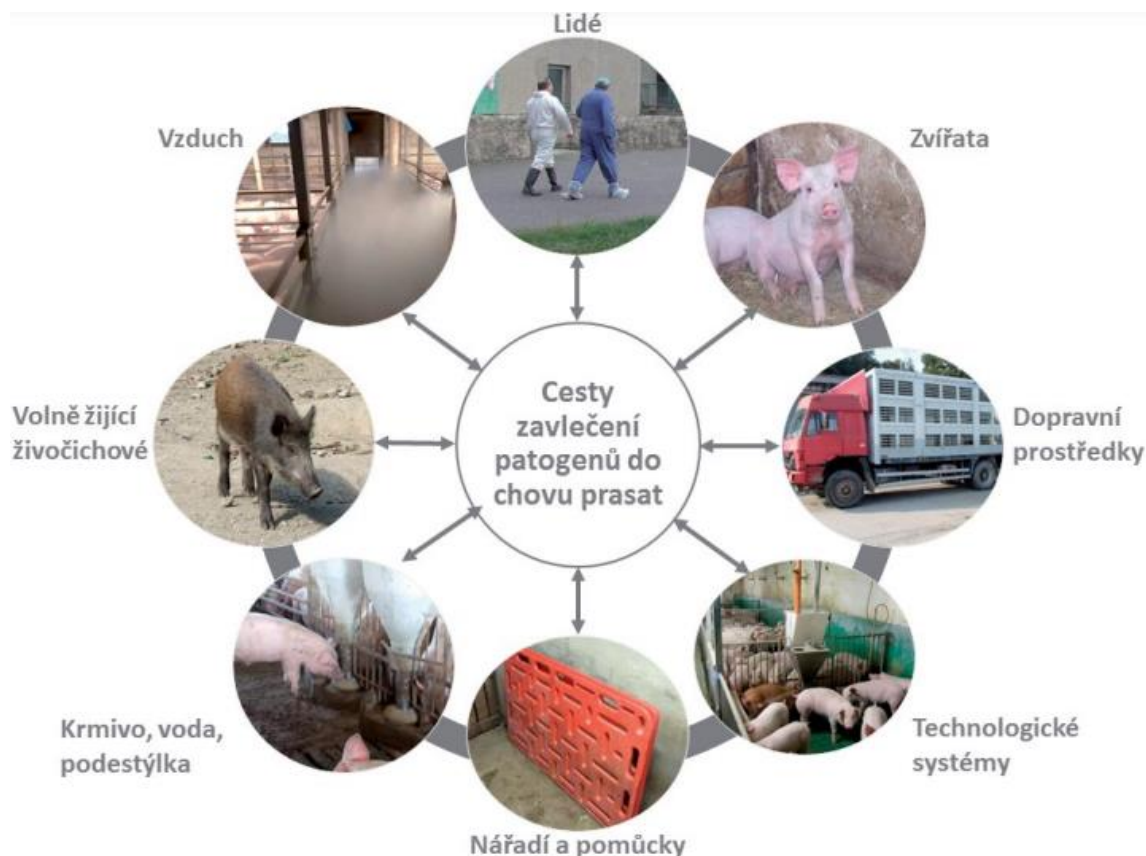 Lidé
Vzduch
Zvířata
Volně žijící
živočichové
Cesty
zavlečení
patogenů do
chovu prasat
Dopravní
prostředky
Krmivo, voda,
podestýlka
Technologické
systémy
Nářadí a pomůcky